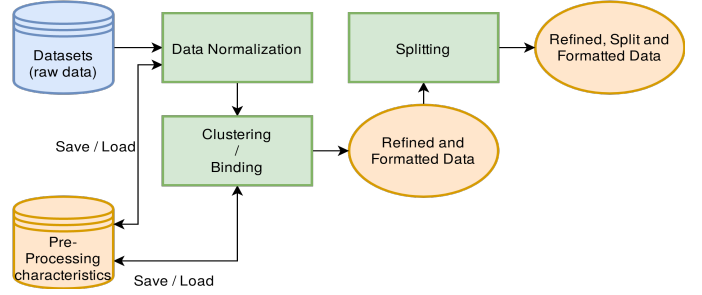 Datasets
(raw data)
Data Normalization
Splitting
Refined, Split and
Formatted Data
Save / Load
Clustering
/
Binding
Refined and
Formatted Data
Pre-
Processing
characteristics
Save / Load